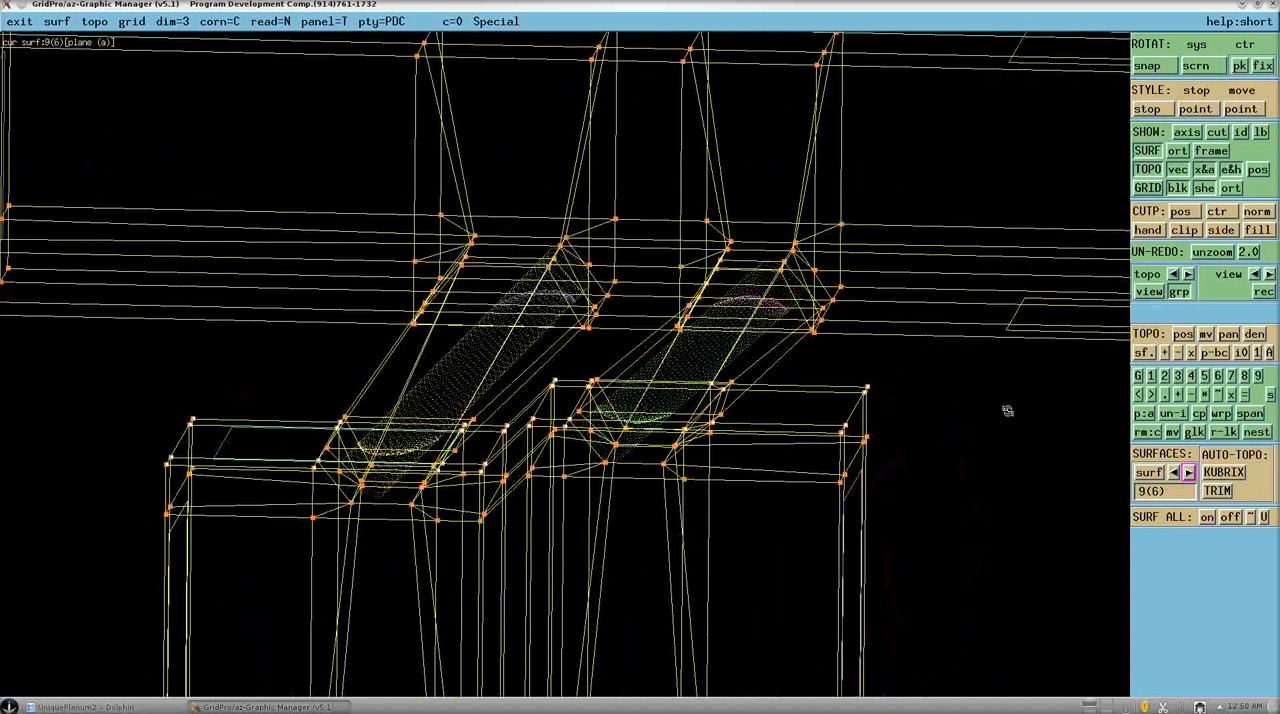 GridPro/az-Graphic Manager (v5.1) Program Development Comp.(914)761-1732
exit surf topo grid dim=3 corn=C read=N panel=T pty=PDC c=0 Special help:short
cur surf:9(6)[plane (a)]
ROTAT: sys ctr
snap scrn pk fix
STYLE: stop move
stop point point
SHOW: axis cut id lb
SURF ort frame
TOPO vec x&a e&h pos
GRID blk she ort
CUTP: pos ctr norm
hand clip side fill
UN-REDO: unzoom 2.0
topo ◀ ▶ view ◀ ▶
view grp rec
TOPO: pos mv pan den
sf. + - x p-bc i0 1 A
G 1 2 3 4 5 6 7 8 9
< > . + - * ~ x = s
p:a un-i cp wrp span
rm:c mv glk r-lk nest
SURFACES: AUTO-TOPO:
surf ◀ ▶ KUBRIX
9(6) TRIM
SURF ALL: on off ~ U
UniquePlenum2 - Dolphin GridPro/az-Graphic Manager (v5.1) 12:50 AM